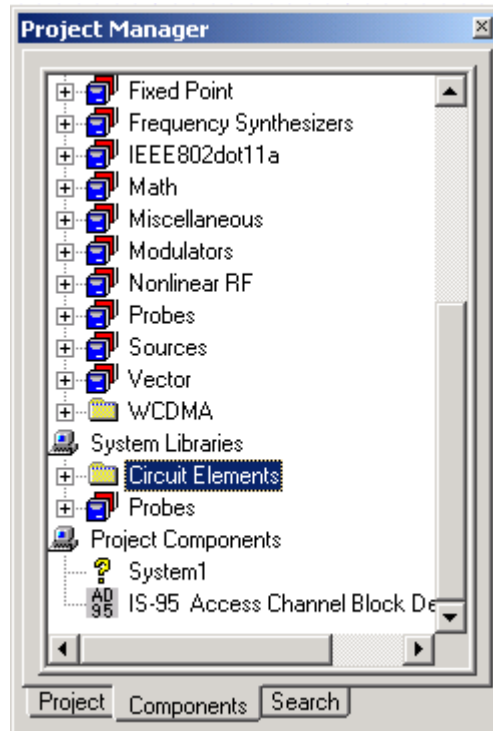 Project Manager
Fixed Point
Frequency Synthesizers
IEEE802dot11a
Math
Miscellaneous
Modulators
Nonlinear RF
Probes
Sources
Vector
WCDMA
System Libraries
Circuit Elements
Probes
Project Components
System1
AD 95 IS-95 Access Channel Block De
Project Components Search